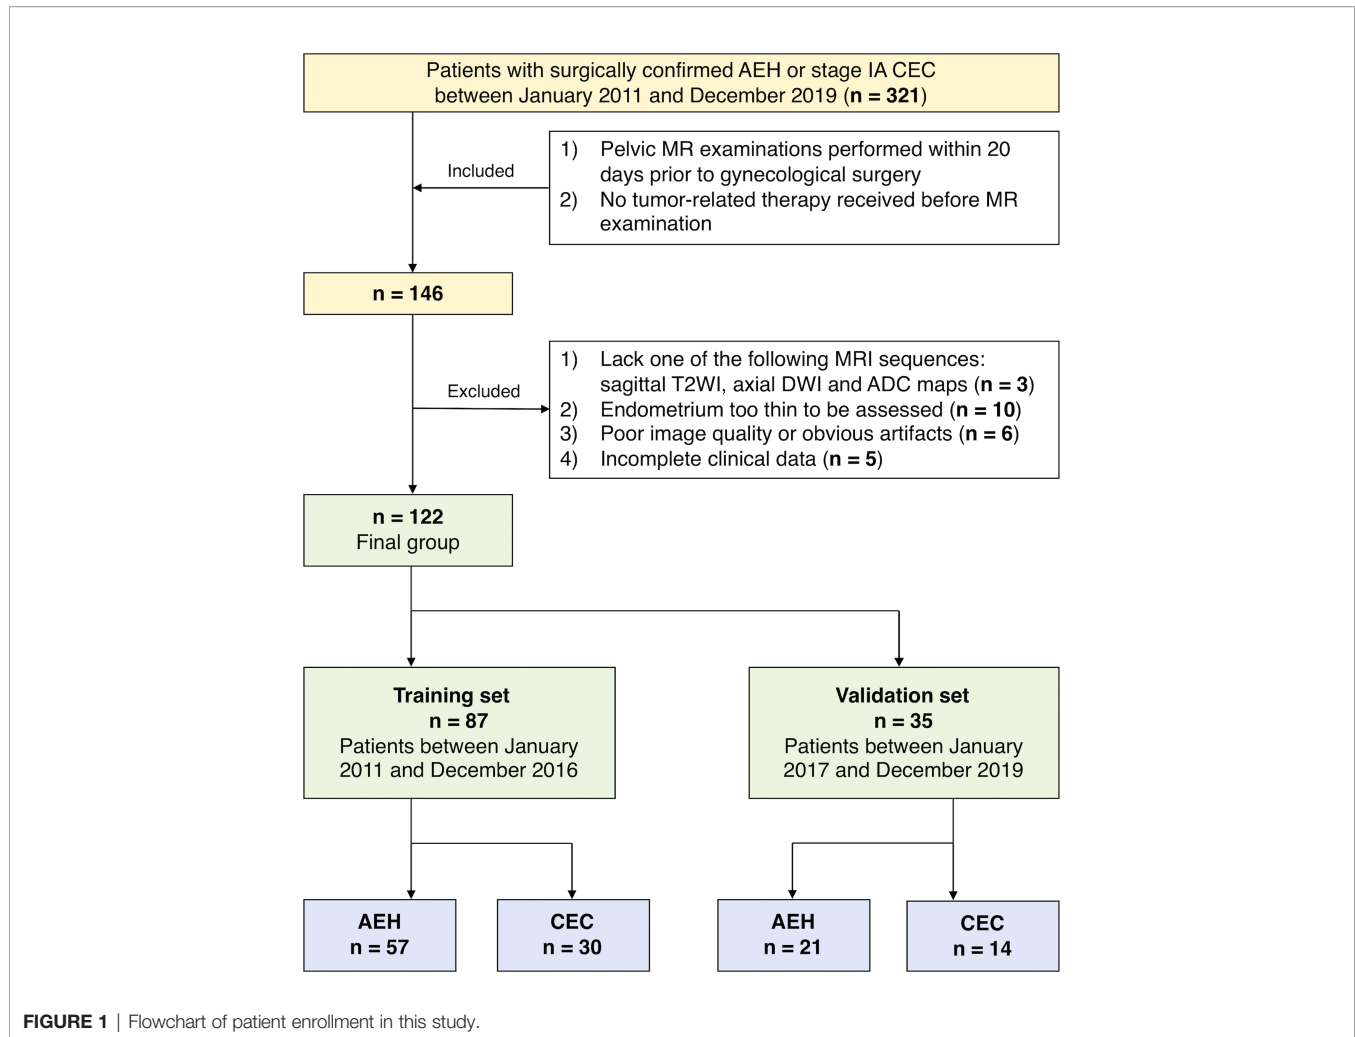 Patients with surgically confirmed AEH or stage IA CEC
between January 2011 and December 2019 (n = 321)
Included
1) Pelvic MR examinations performed within 20
days prior to gynecological surgery
2) No tumor-related therapy received before MR
examination
n = 146
Excluded
1) Lack one of the following MRI sequences:
sagittal T2WI, axial DWI and ADC maps (n = 3)
2) Endometrium too thin to be assessed (n = 10)
3) Poor image quality or obvious artifacts (n = 6)
4) Incomplete clinical data (n = 5)
n = 122
Final group
Training set
n = 87
Patients between January
2011 and December 2016
Validation set
n = 35
Patients between January
2017 and December 2019
AEH
n = 57
CEC
n = 30
AEH
n = 21
CEC
n = 14
FIGURE 1 | Flowchart of patient enrollment in this study.